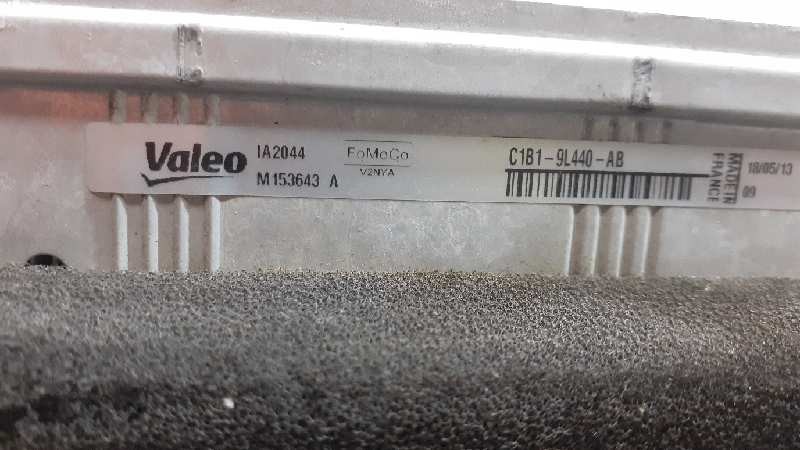 Valeo
IA2044
M153643 A
FoMoCo
V2NYA
C1B1-9L440-AB
MADE IN
FRANCE
18/05/13
09